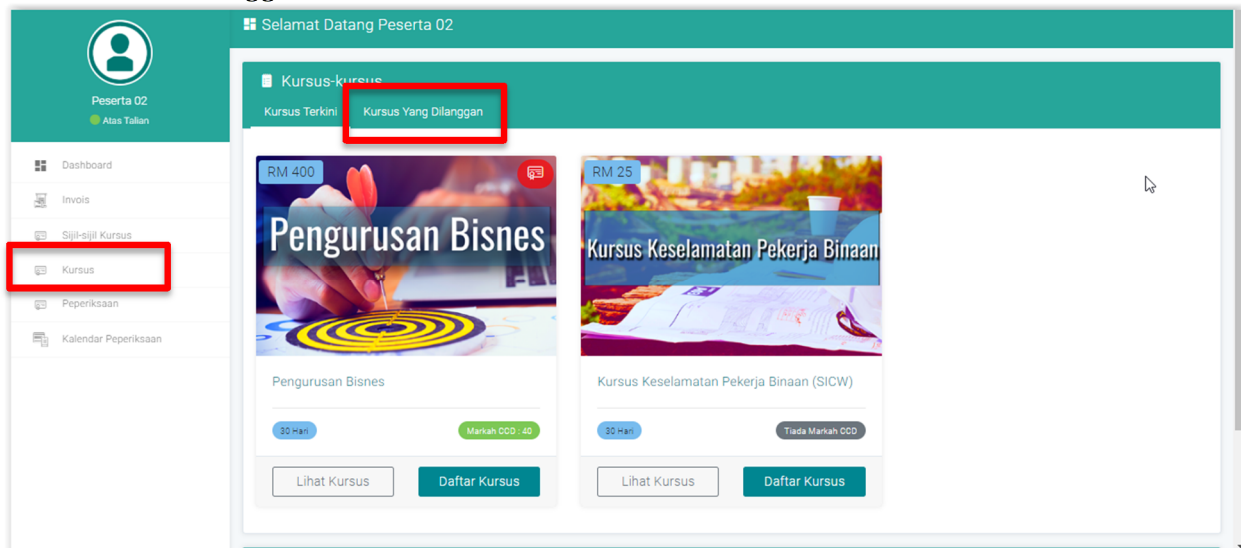 Selamat Datang Peserta 02
Peserta 02
Atas Talian
Dashboard
Invois
Sijil-sijil Kursus
Kursus
Peperiksaan
Kalendar Peperiksaan
Kursus-kursus
Kursus Terkini
Kursus Yang Dilanggan
RM 400
Pengurusan Bisnes
Pengurusan Bisnes
30 Hari
Markah CCD : 40
Lihat Kursus
Daftar Kursus
RM 25
Kursus Keselamatan Pekerja Binaan
Kursus Keselamatan Pekerja Binaan (SICW)
30 Hari
Tiada Markah CCD
Lihat Kursus
Daftar Kursus